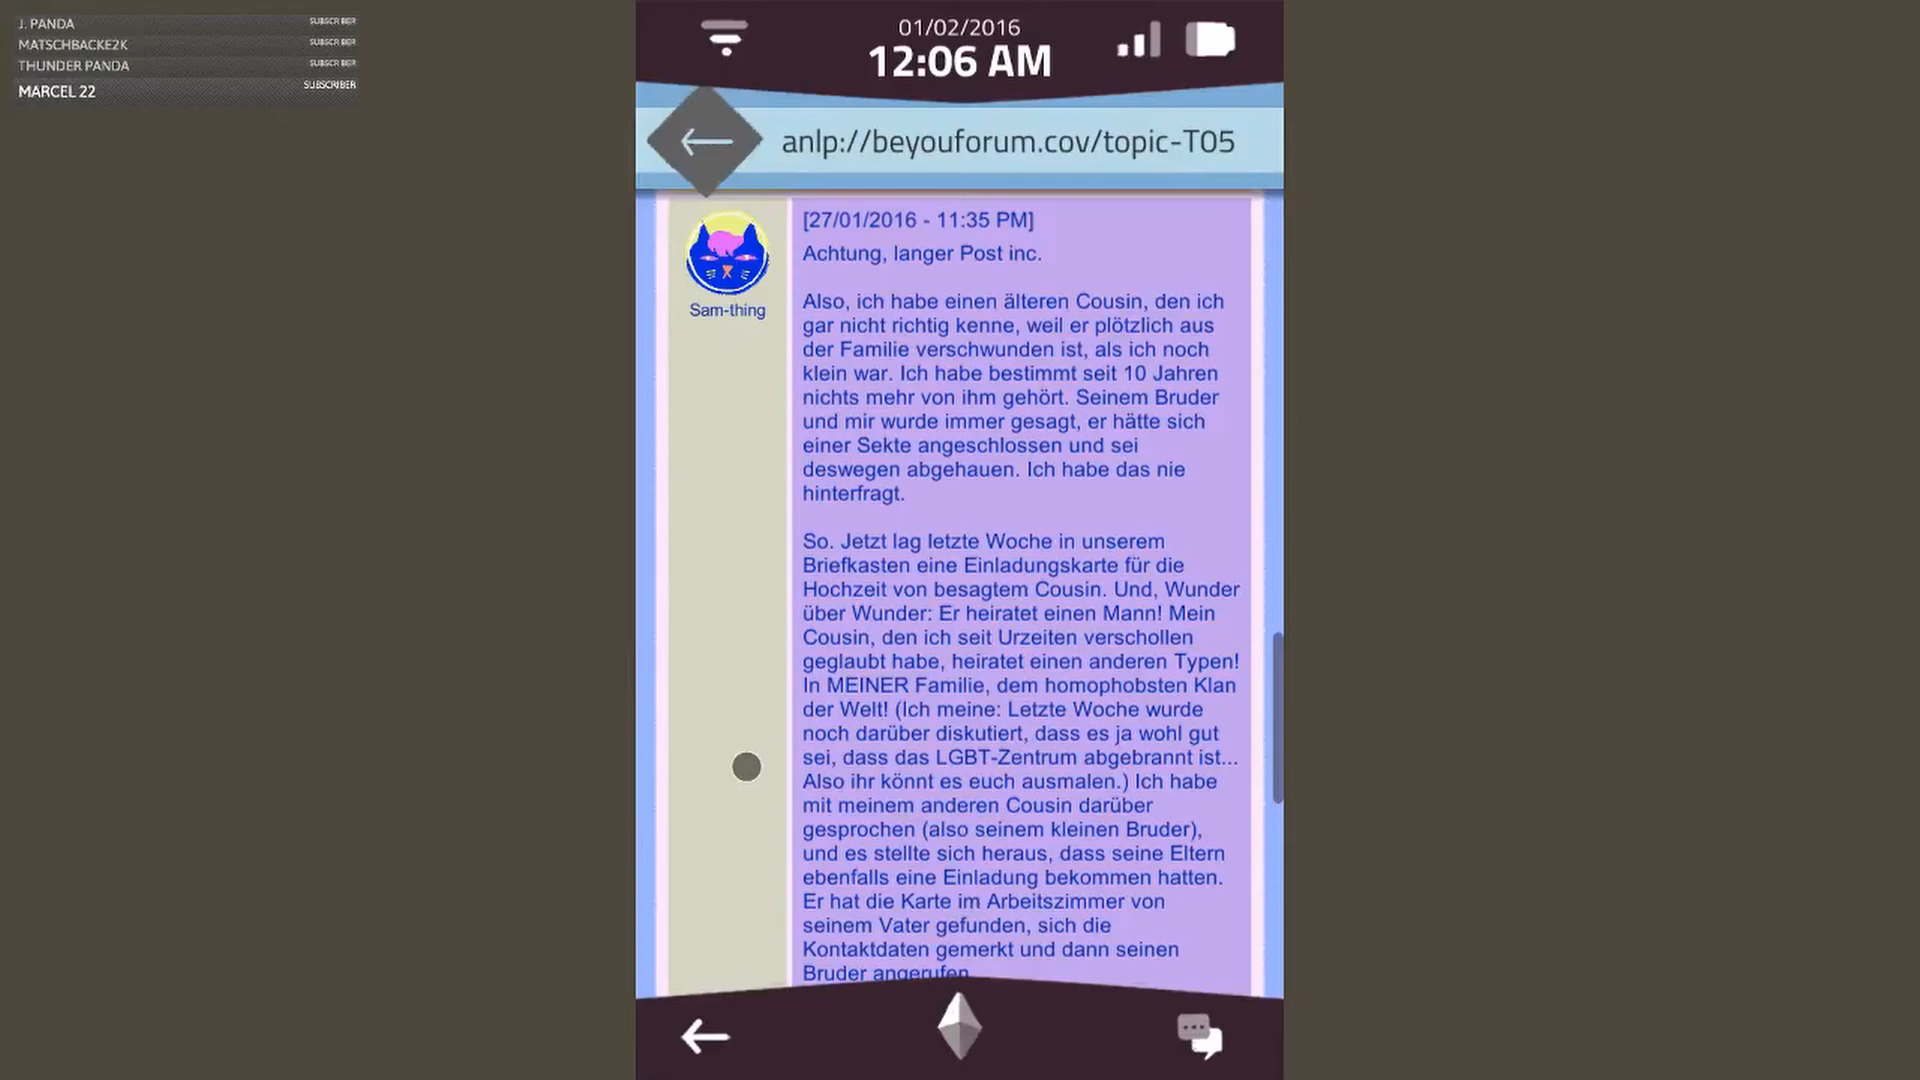 J. PANDA SUBSCRIBER
MATSCHBACKE2K SUBSCRIBER
THUNDER PANDA SUBSCRIBER
MARCEL 22 SUBSCRIBER
01/02/2016
12:06 AM
anlp://beyouforum.cov/topic-T05
Sam-thing
[27/01/2016 - 11:35 PM]
Achtung, langer Post inc.
Also, ich habe einen älteren Cousin, den ich
gar nicht richtig kenne, weil er plötzlich aus
der Familie verschwunden ist, als ich noch
klein war. Ich habe bestimmt seit 10 Jahren
nichts mehr von ihm gehört. Seinem Bruder
und mir wurde immer gesagt, er hätte sich
einer Sekte angeschlossen und sei
deswegen abgehauen. Ich habe das nie
hinterfragt.
So. Jetzt lag letzte Woche in unserem
Briefkasten eine Einladungskarte für die
Hochzeit von besagtem Cousin. Und, Wunder
über Wunder: Er heiratet einen Mann! Mein
Cousin, den ich seit Urzeiten verschollen
geglaubt habe, heiratet einen anderen Typen!
In MEINER Familie, dem homophobsten Klan
der Welt! (Ich meine: Letzte Woche wurde
noch darüber diskutiert, dass es ja wohl gut
sei, dass das LGBT-Zentrum abgebrannt ist...
Also ihr könnt es euch ausmalen.) Ich habe
mit meinem anderen Cousin darüber
gesprochen (also seinem kleinen Bruder),
und es stellte sich heraus, dass seine Eltern
ebenfalls eine Einladung bekommen hatten.
Er hat die Karte im Arbeitszimmer von
seinem Vater gefunden, sich die
Kontaktdaten gemerkt und dann seinen
Bruder angerufen